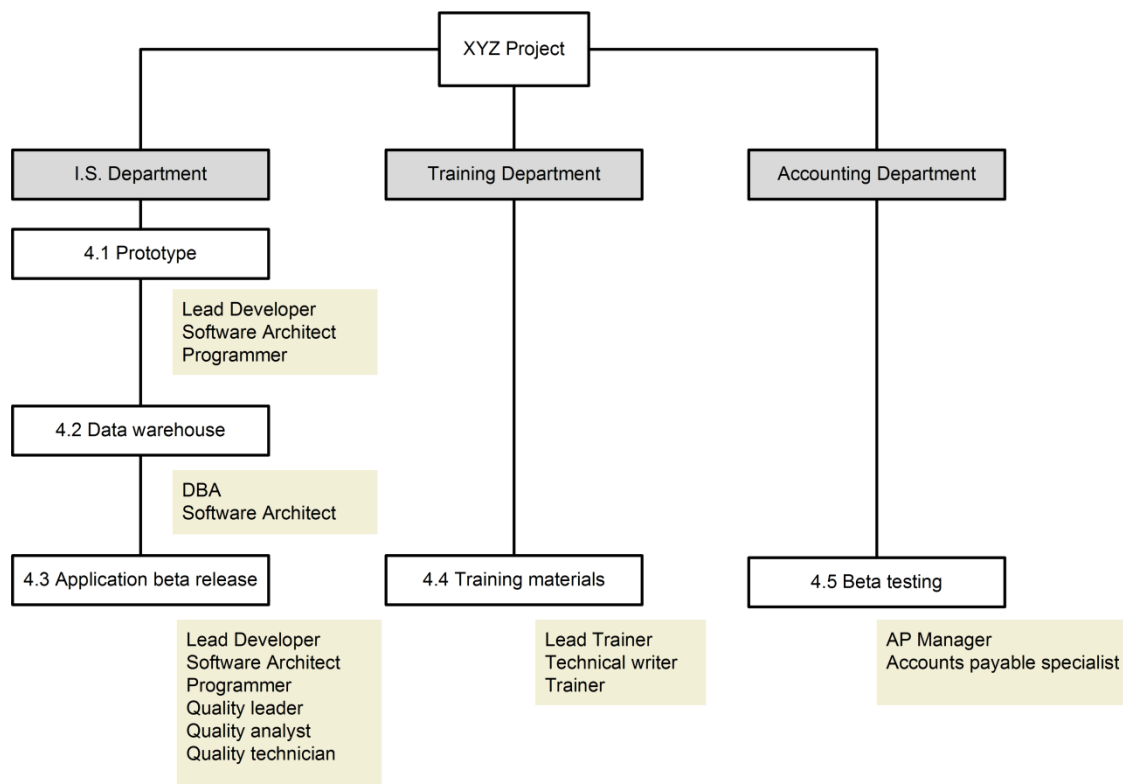 XYZ Project
I.S. Department
Training Department
Accounting Department
4.1 Prototype
Lead Developer
Software Architect
Programmer
4.2 Data warehouse
DBA
Software Architect
4.3 Application beta release
4.4 Training materials
4.5 Beta testing
Lead Developer
Software Architect
Programmer
Quality leader
Quality analyst
Quality technician
Lead Trainer
Technical writer
Trainer
AP Manager
Accounts payable specialist